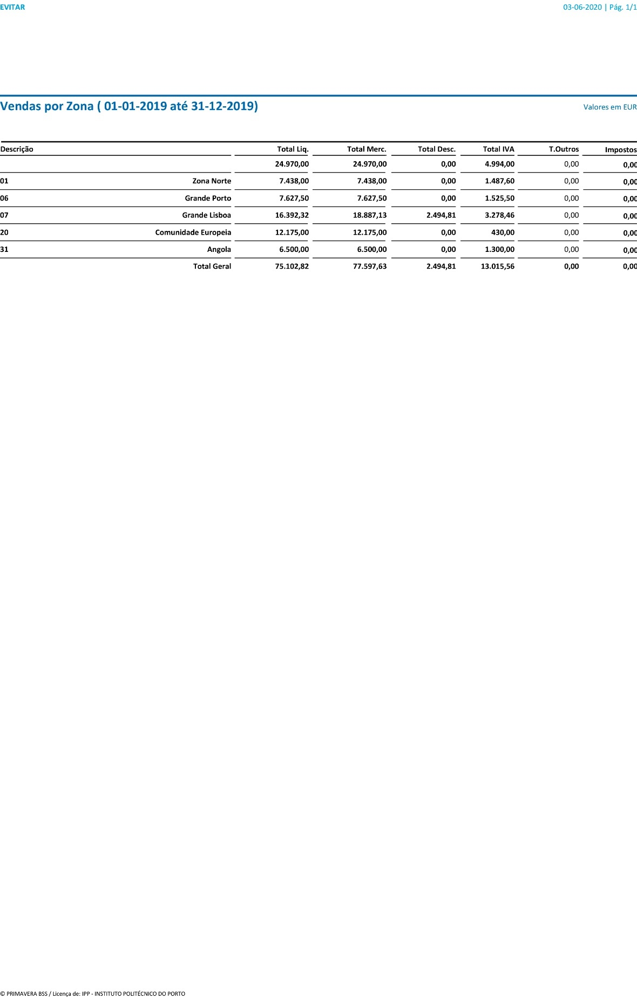 EVITAR 03-06-2020 | Pág. 1/1
Vendas por Zona ( 01-01-2019 até 31-12-2019) Valores em EUR
Descrição Total Liq. Total Merc. Total Desc. Total IVA T.Outros Impostos
24.970,00 24.970,00 0,00 4.994,00 0,00 0,00
01 Zona Norte 7.438,00 7.438,00 0,00 1.487,60 0,00 0,00
06 Grande Porto 7.627,50 7.627,50 0,00 1.525,50 0,00 0,00
07 Grande Lisboa 16.392,32 18.887,13 2.494,81 3.278,46 0,00 0,00
20 Comunidade Europeia 12.175,00 12.175,00 0,00 430,00 0,00 0,00
31 Angola 6.500,00 6.500,00 0,00 1.300,00 0,00 0,00
Total Geral 75.102,82 77.597,63 2.494,81 13.015,56 0,00 0,00
© PRIMAVERA BSS / Licença de: IPP - INSTITUTO POLITÉCNICO DO PORTO